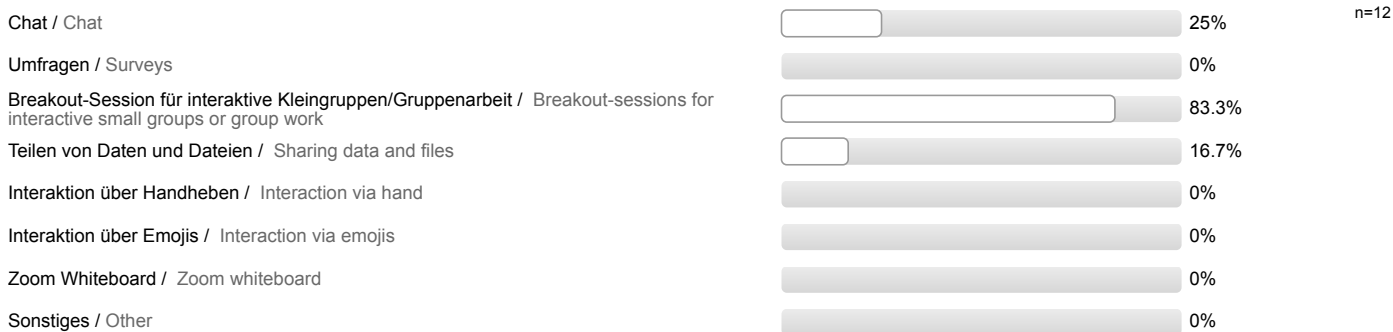 Chat / Chat 25% n=12
Umfragen / Surveys 0%
Breakout-Session für interaktive Kleingruppen/Gruppenarbeit / Breakout-sessions for
interactive small groups or group work 83.3%
Teilen von Daten und Dateien / Sharing data and files 16.7%
Interaktion über Handheben / Interaction via hand 0%
Interaktion über Emojis / Interaction via emojis 0%
Zoom Whiteboard / Zoom whiteboard 0%
Sonstiges / Other 0%